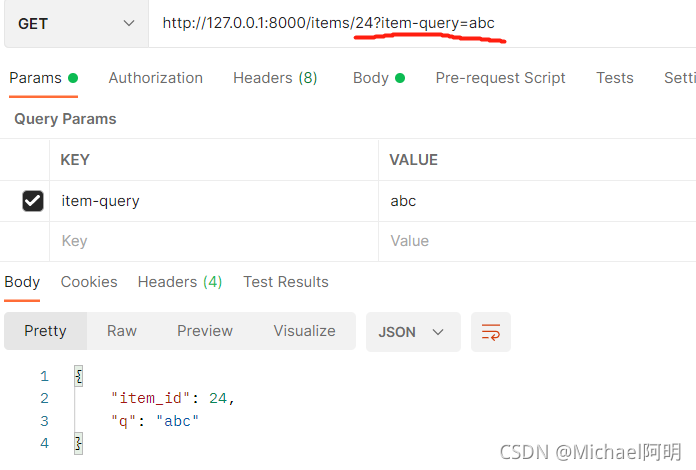 GET http://127.0.0.1:8000/items/24?item-query=abc
Params Authorization Headers (8) Body Pre-request Script Tests Setti
Query Params
KEY VALUE
item-query abc
Key Value
Body Cookies Headers (4) Test Results
Pretty Raw Preview Visualize JSON
1 {
2 "item_id": 24,
3 "q": "abc"
4 }
CSDN @Michael阿明